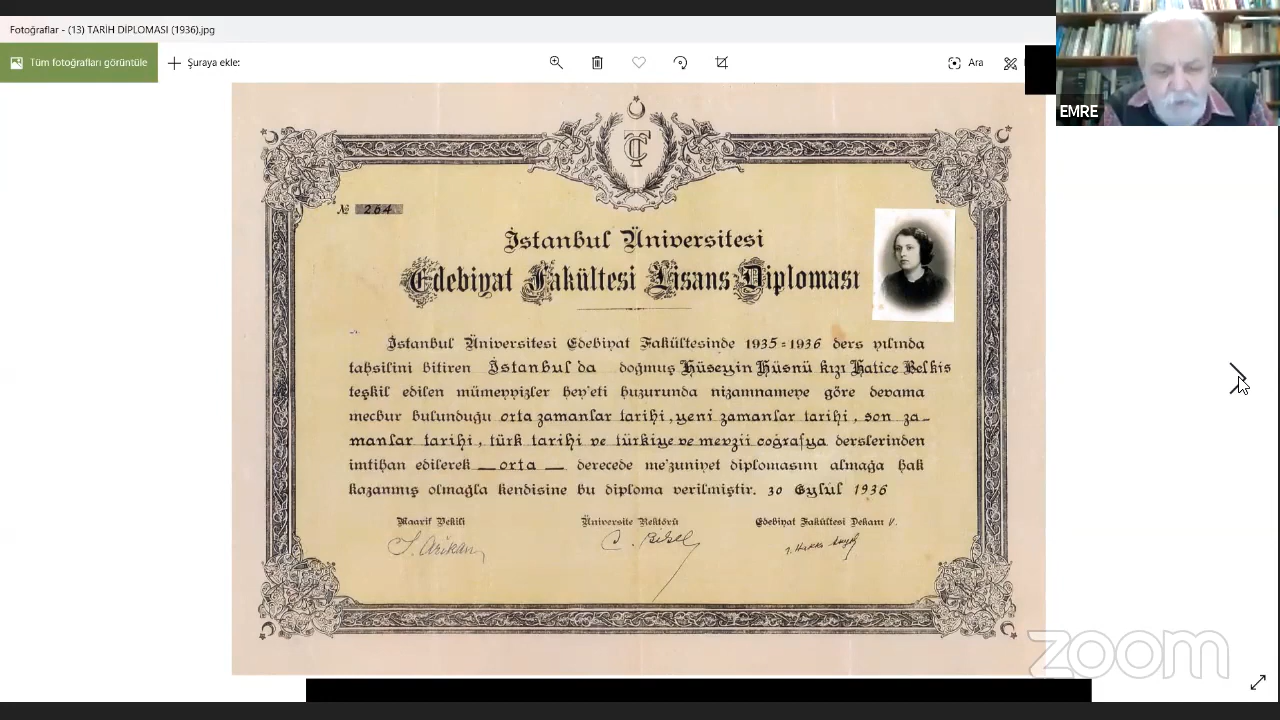 Fotoğraflar - (13) TARİH DİPLOMASI (1936).jpg
Tüm fotoğrafları görüntüle
Şuraya ekle:
Ara
EMRE
TC
№ 264
İstanbul Üniversitesi
Edebiyat Fakültesi Lisans Diploması
İstanbul Üniversitesi Edebiyat Fakültesinde 1935-1936 ders yılında
tahsilini bitiren İstanbul'da doğmuş Hüseyin Hüsnü kızı Hatice Belkis
teşkil edilen mümeyyizler hey'eti huzurunda nizamnameye göre devama
mecbur bulunduğu orta zamanlar tarihi, yeni zamanlar tarihi, son za-
manlar tarihi, türk tarihi ve türkiye ve mevzii coğrafya derslerinden
imtihan edilerek orta derecede me'zuniyet diplomasını almağa hak
kazanmış olmağla kendisine bu diploma verilmiştir. 30 Eylûl 1936
Maarif Vekili
Üniversite Rektörü
Edebiyat Fakültesi Dekanı V.
S. Arıkan
C. Bilsel
zoom